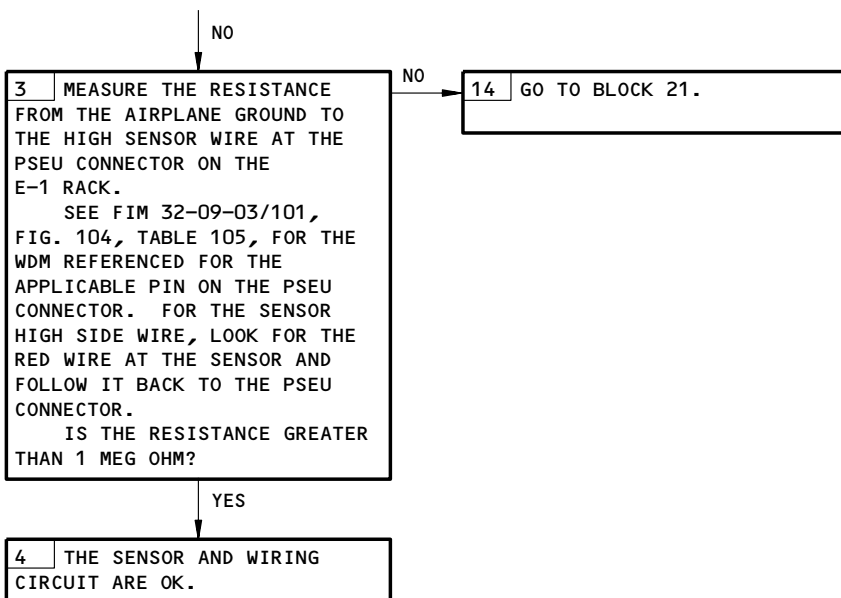 NO
3 MEASURE THE RESISTANCE
FROM THE AIRPLANE GROUND TO
THE HIGH SENSOR WIRE AT THE
PSEU CONNECTOR ON THE
E-1 RACK.
SEE FIM 32-09-03/101,
FIG. 104, TABLE 105, FOR THE
WDM REFERENCED FOR THE
APPLICABLE PIN ON THE PSEU
CONNECTOR. FOR THE SENSOR
HIGH SIDE WIRE, LOOK FOR THE
RED WIRE AT THE SENSOR AND
FOLLOW IT BACK TO THE PSEU
CONNECTOR.
IS THE RESISTANCE GREATER
THAN 1 MEG OHM?
NO
14 GO TO BLOCK 21.
YES
4 THE SENSOR AND WIRING
CIRCUIT ARE OK.